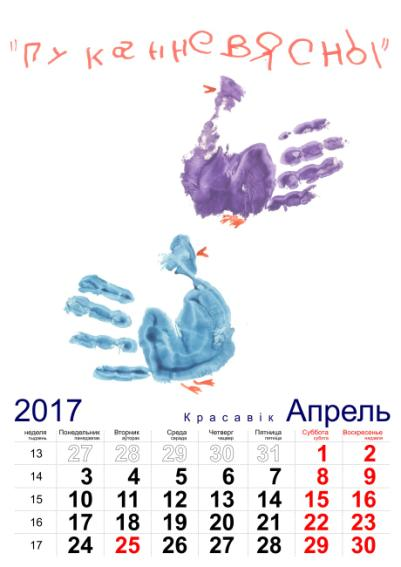 "ГУКАННЕ ВЯСНЫ"
2017 Красавік Апрель
неделя Понедельник Вторник Среда Четверг Пятница Суббота Воскресенье
тыдзень панядзелак аўторак серада чацвер пятніца субота нядзеля
13 27 28 29 30 31 1 2
14 3 4 5 6 7 8 9
15 10 11 12 13 14 15 16
16 17 18 19 20 21 22 23
17 24 25 26 27 28 29 30